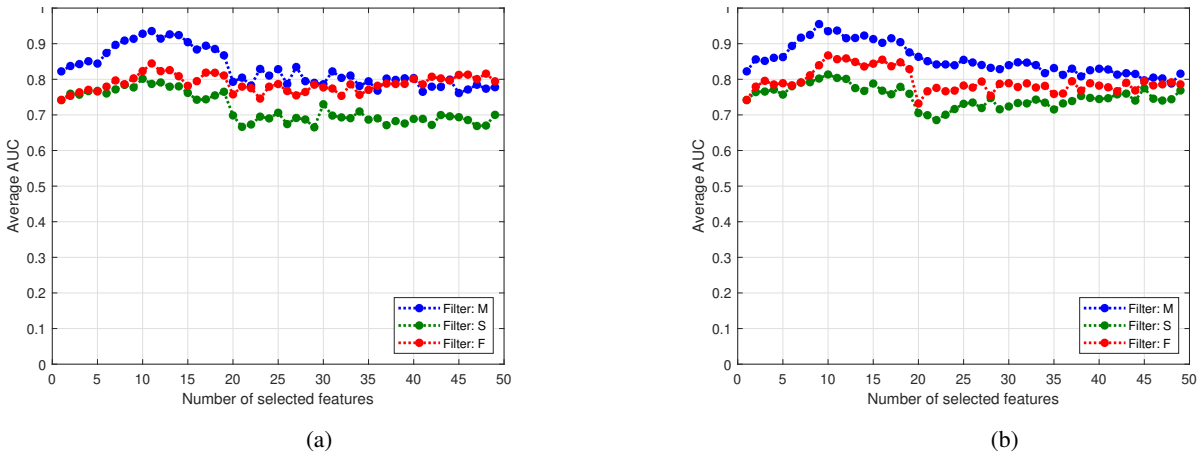 1
0.9
0.8
0.7
0.6
0.5
0.4
0.3
0.2
0.1
0
Average AUC
Filter: M
Filter: S
Filter: F
0 5 10 15 20 25 30 35 40 45 50
Number of selected features
(a)
1
0.9
0.8
0.7
0.6
0.5
0.4
0.3
0.2
0.1
0
Average AUC
Filter: M
Filter: S
Filter: F
0 5 10 15 20 25 30 35 40 45 50
Number of selected features
(b)